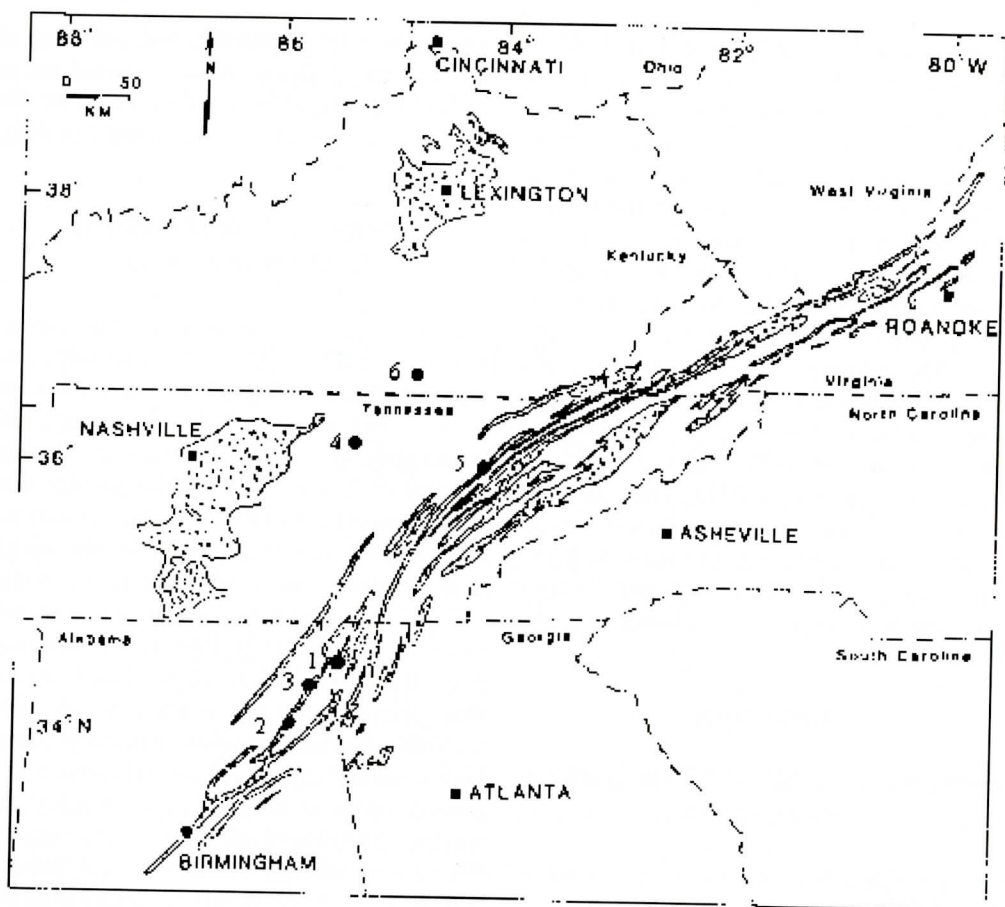 88°
86
84°
82°
80°W
N
0 50
KM
CINCINNATI
Ohio
38°
LEXINGTON
West Virginia
Kentucky
ROANOKE
6
Virginia
Tennessee
North Carolina
NASHVILLE
4
36°
5
ASHEVILLE
Alabama
Georgia
South Carolina
1
3
2
34°N
ATLANTA
BIRMINGHAM